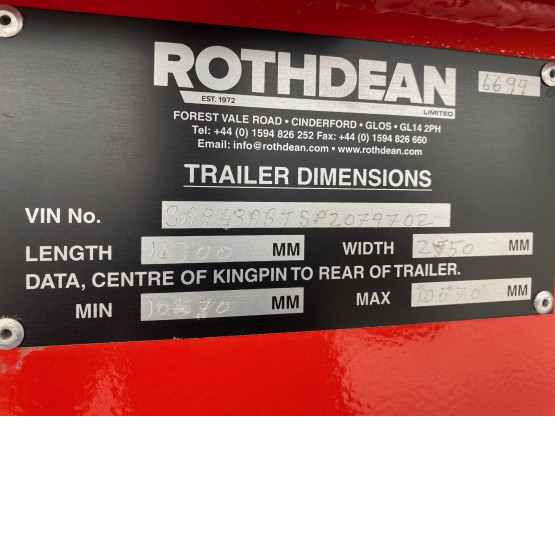 ROTHDEAN
EST. 1972
LIMITED
6699
FOREST VALE ROAD • CINDERFORD • GLOS • GL14 2PH
Tel: +44 (0) 1594 826 252 Fax: +44 (0) 1594 826 660
Email: info@rothdean.com • www.rothdean.com
TRAILER DIMENSIONS
VIN No.
LENGTH MM WIDTH MM
DATA, CENTRE OF KINGPIN TO REAR OF TRAILER.
MIN MM MAX 10570 MM